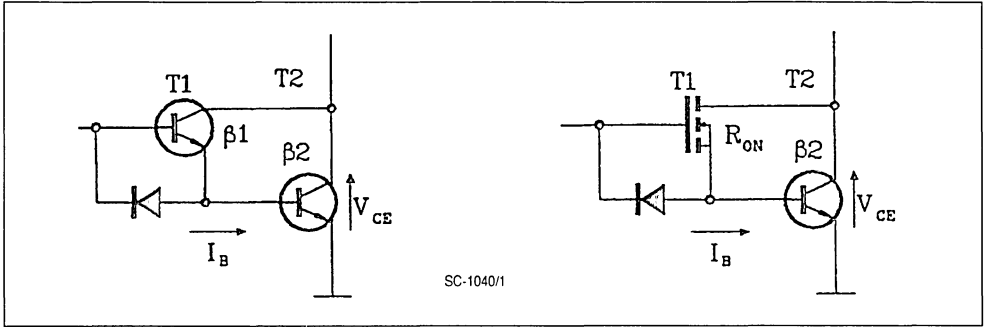 T1
T2
β1
β2
V_CE
I_B
T1
T2
R_ON
β2
V_CE
I_B
SC-1040/1